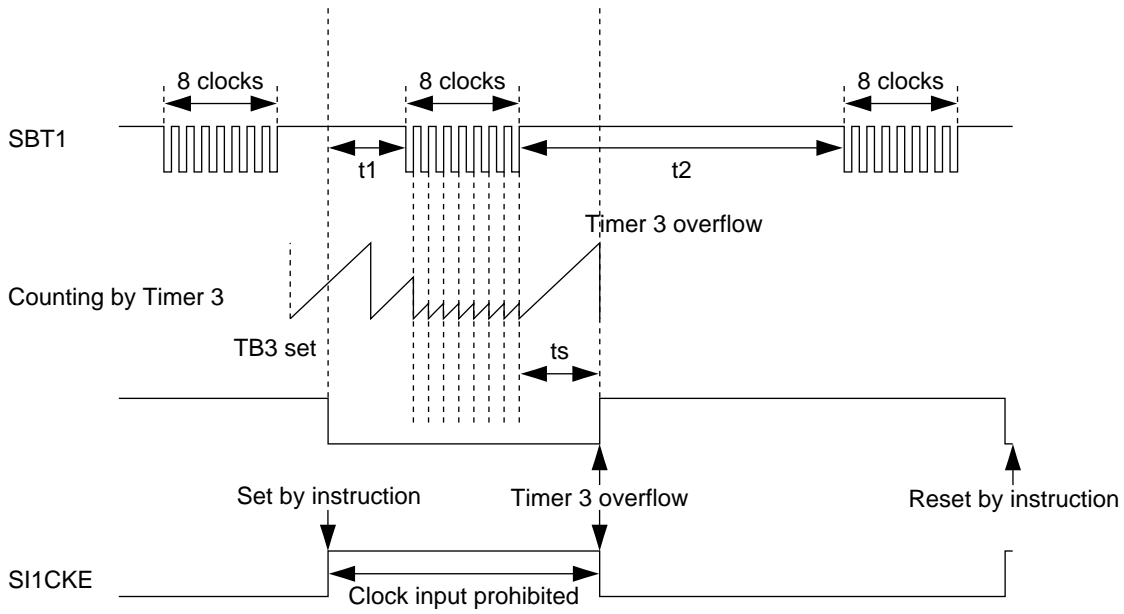 8 clocks
8 clocks
8 clocks
SBT1
t1
t2
Timer 3 overflow
Counting by Timer 3
TB3 set
ts
Set by instruction
Timer 3 overflow
Reset by instruction
SI1CKE
Clock input prohibited